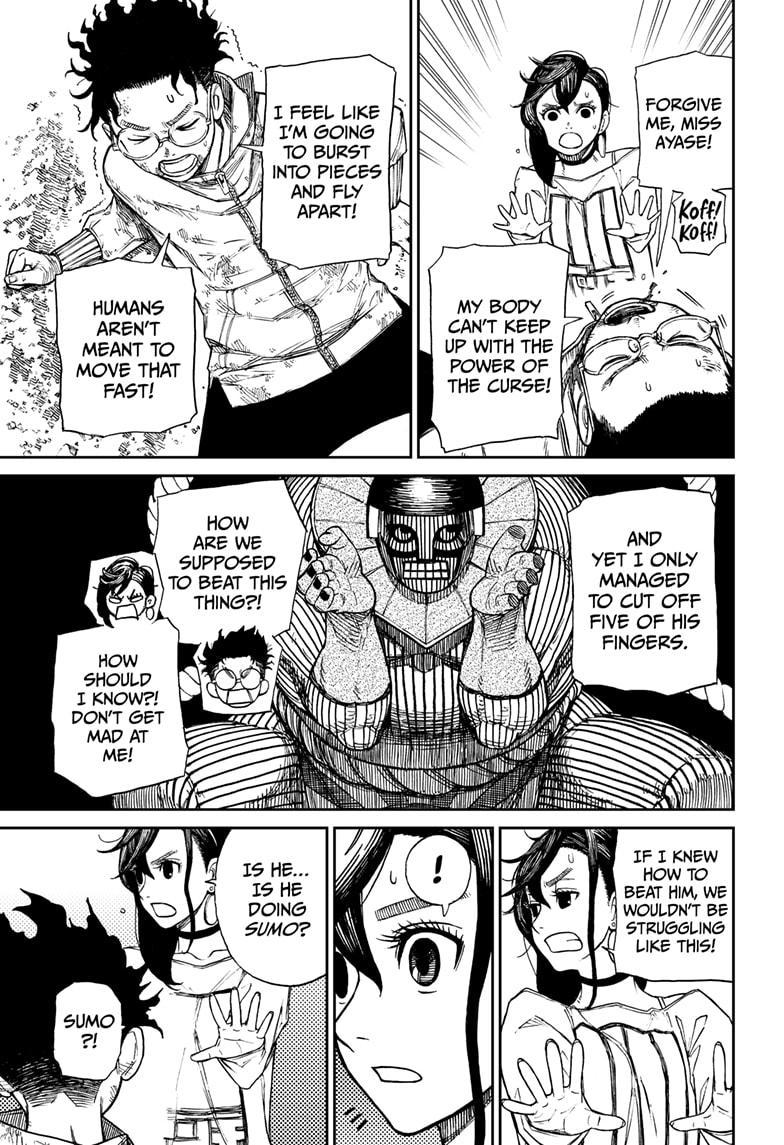 FORGIVE
ME, MISS
AYASE!
Koff!
Koff!
MY BODY
CAN'T KEEP
UP WITH THE
POWER OF
THE CURSE!
I FEEL LIKE
I'M GOING
TO BURST
INTO PIECES
AND FLY
APART!
HUMANS
AREN'T
MEANT TO
MOVE THAT
FAST!
AND
YET I ONLY
MANAGED
TO CUT OFF
FIVE OF HIS
FINGERS.
HOW
ARE WE
SUPPOSED
TO BEAT THIS
THING?!
HOW
SHOULD
I KNOW?!
DON'T GET
MAD AT
ME!
IF I KNEW
HOW TO
BEAT HIM, WE
WOULDN'T BE
STRUGGLING
LIKE THIS!
!
IS HE...
IS HE
DOING
SUMO?
SUMO
?!